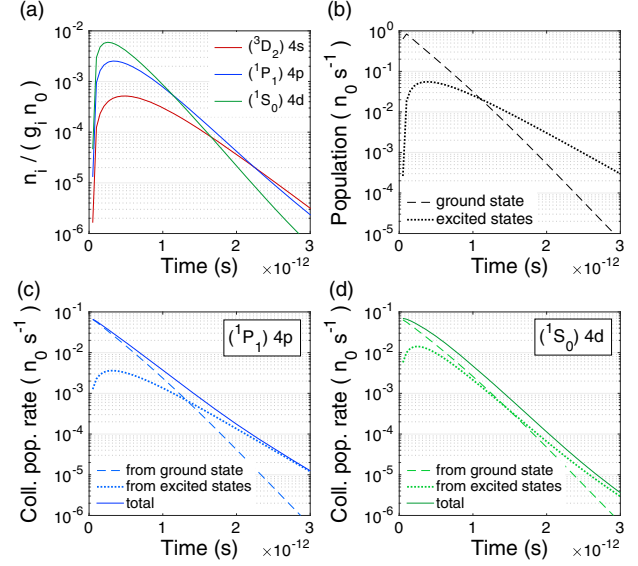 (a)
n_i / ( g_i n_0 )
10^-2
10^-3
10^-4
10^-5
10^-6
(^3D_2) 4s
(^1P_1) 4p
(^1S_0) 4d
0 1 2 3
Time (s) ×10^-12
(b)
Population ( n_0 s^-1 )
10^1
10^0
10^-1
10^-2
10^-3
10^-4
10^-5
ground state
excited states
0 1 2 3
Time (s) ×10^-12
(c)
Coll. pop. rate ( n_0 s^-1 )
10^-1
10^-2
10^-3
10^-4
10^-5
10^-6
(^1P_1) 4p
from ground state
from excited states
total
0 1 2 3
Time (s) ×10^-12
(d)
Coll. pop. rate ( n_0 s^-1 )
10^-1
10^-2
10^-3
10^-4
10^-5
10^-6
(^1S_0) 4d
from ground state
from excited states
total
0 1 2 3
Time (s) ×10^-12